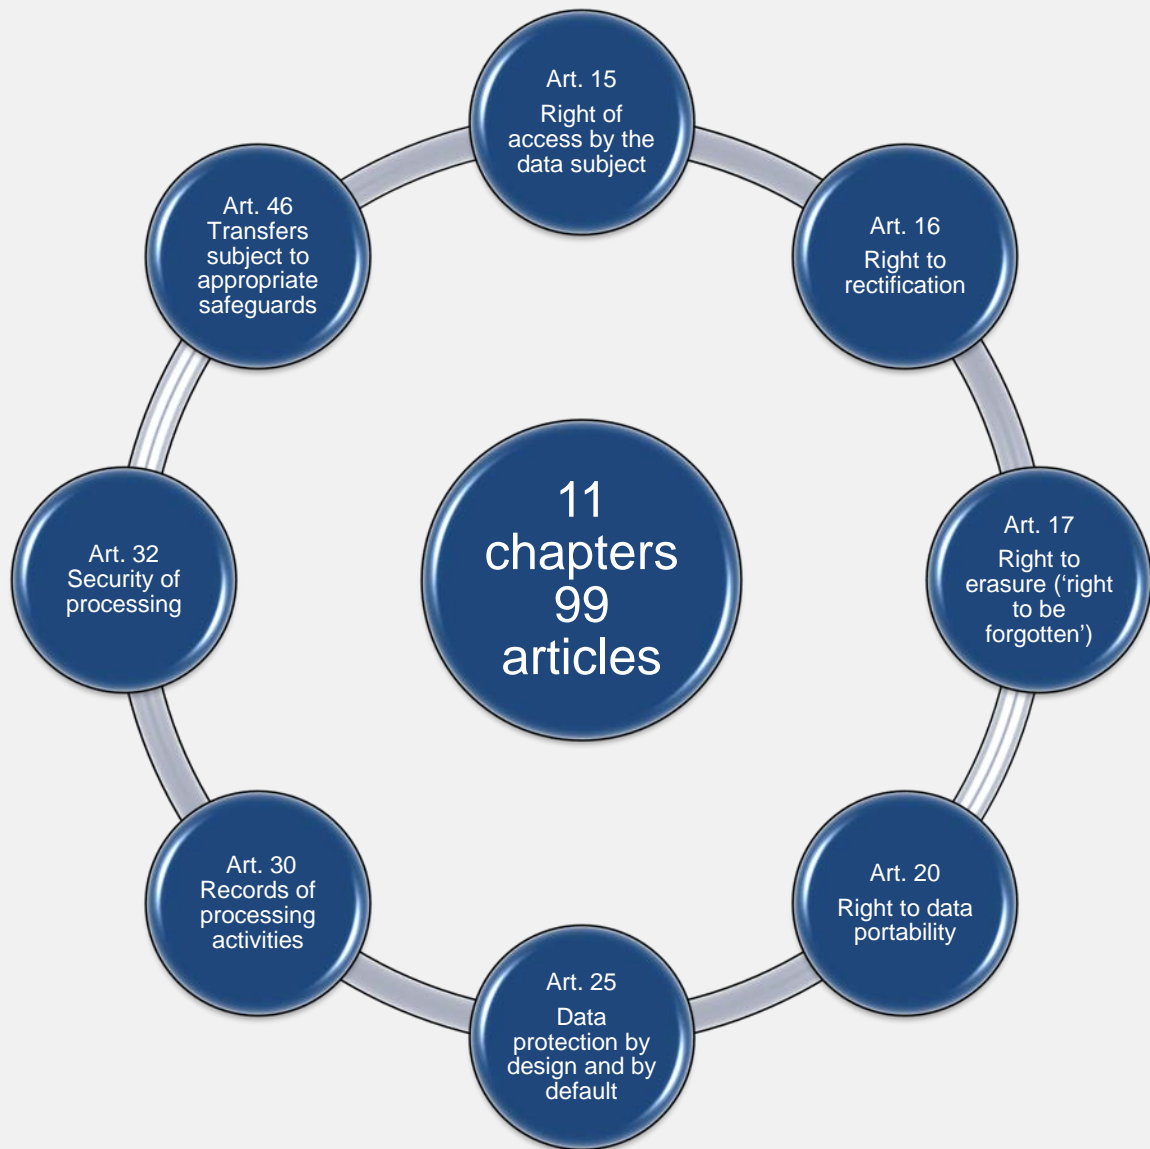 Art. 15
Right of
access by the
data subject
Art. 16
Right to
rectification
Art. 17
Right to
erasure (‘right
to be
forgotten’)
Art. 20
Right to data
portability
Art. 25
Data
protection by
design and by
default
Art. 30
Records of
processing
activities
Art. 32
Security of
processing
Art. 46
Transfers
subject to
appropriate
safeguards
11
chapters
99
articles